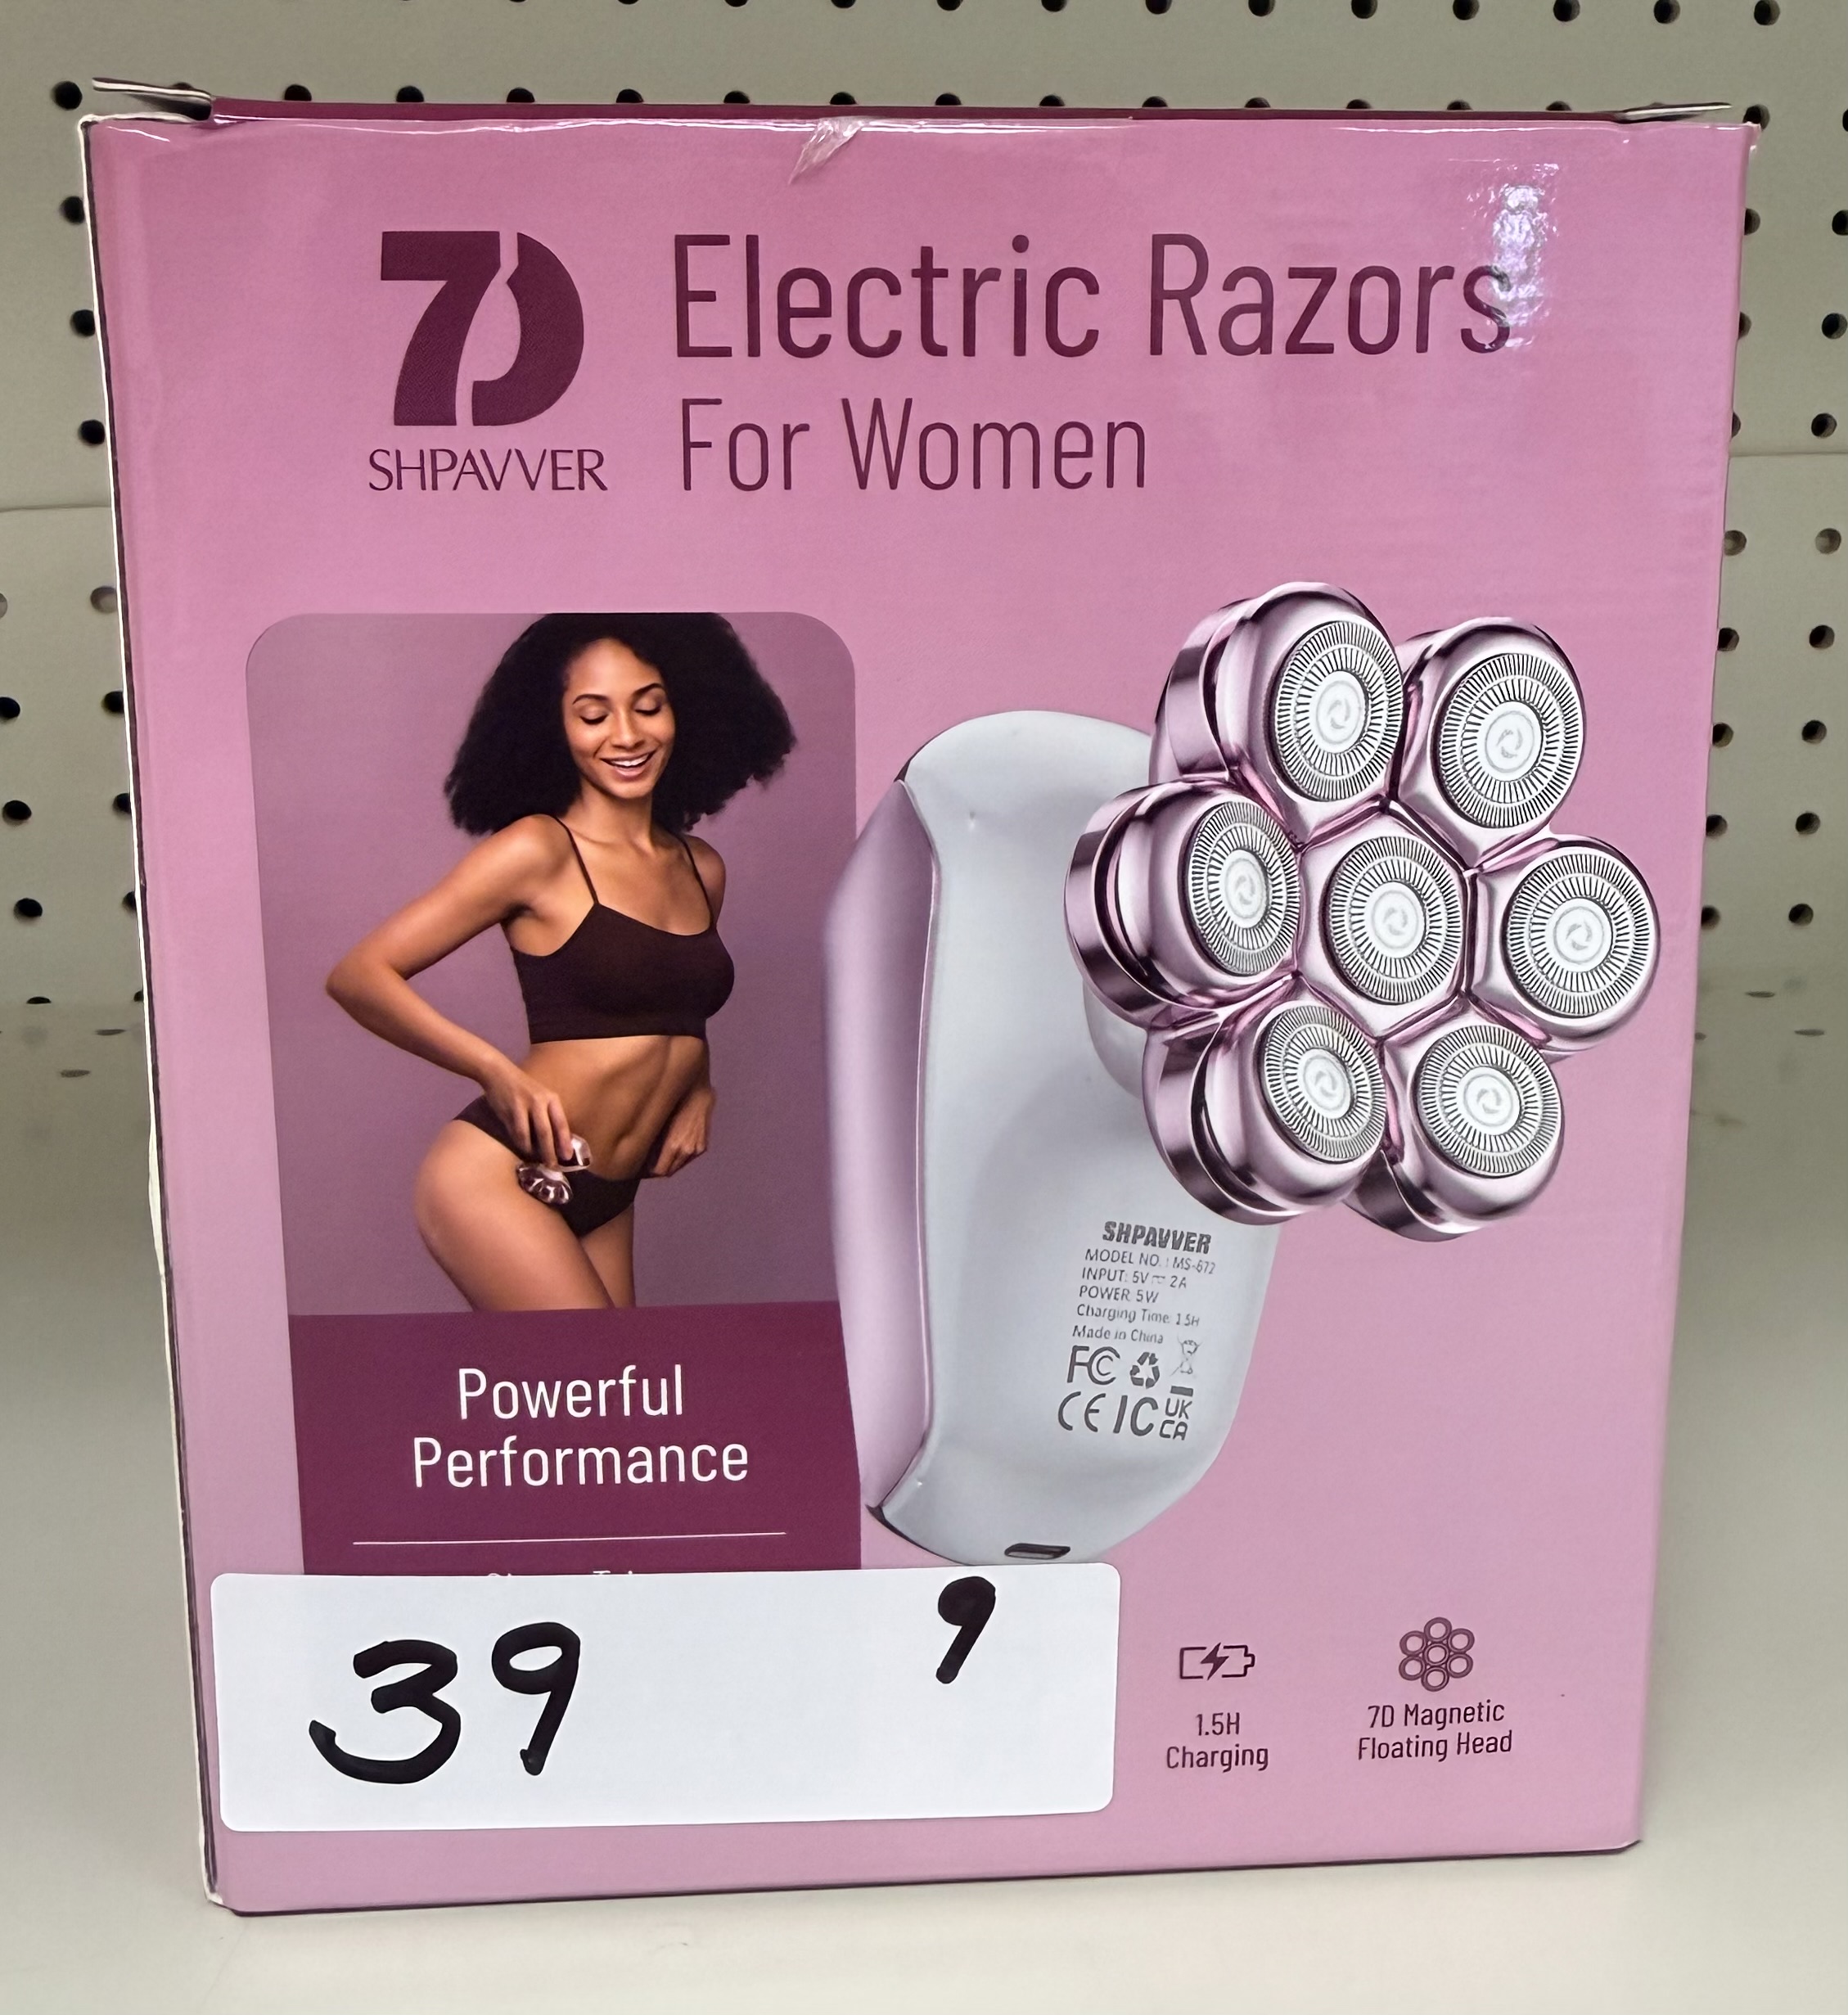 7D
SHPAVVER
Electric Razors
For Women
SHPAVVER
MODEL NO.: MS-672
INPUT: 5V⎓2A
POWER 5W
Charging Time: 1.5H
Made in China
FC
CE IC UK
CA
Powerful
Performance
39 9
1.5H
Charging
7D Magnetic
Floating Head